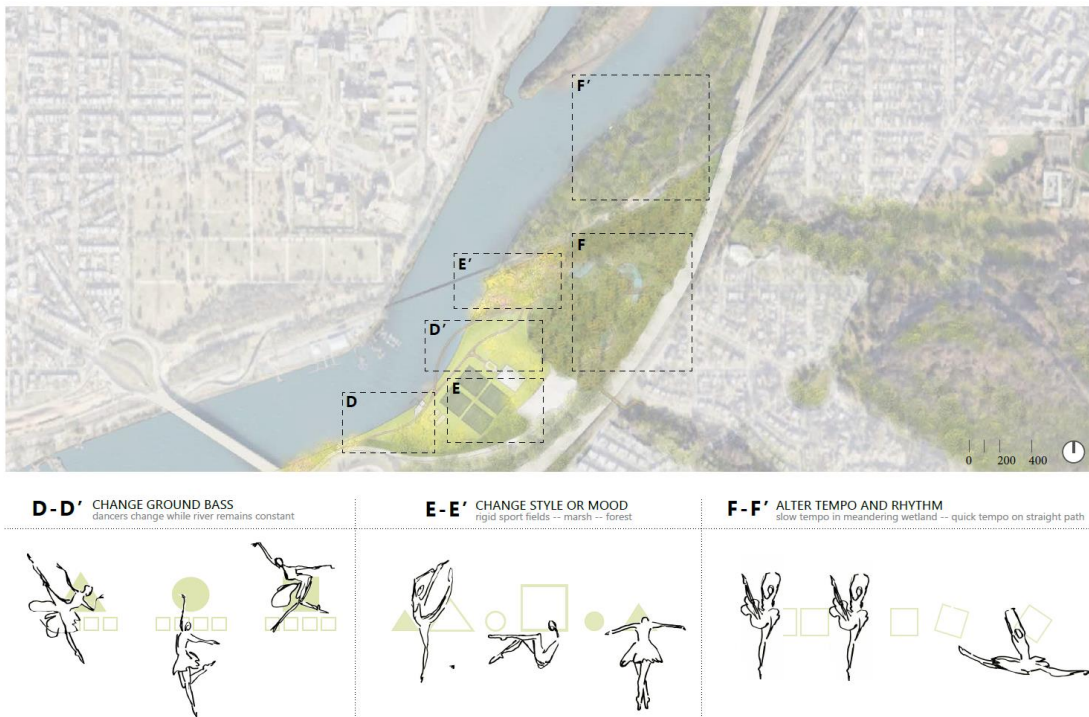 F’
F
E’
D’
E
D
0 200 400
D-D’ CHANGE GROUND BASS
dancers change while river remains constant
E-E’ CHANGE STYLE OR MOOD
rigid sport fields -- marsh -- forest
F-F’ ALTER TEMPO AND RHYTHM
slow tempo in meandering wetland -- quick tempo on straight path